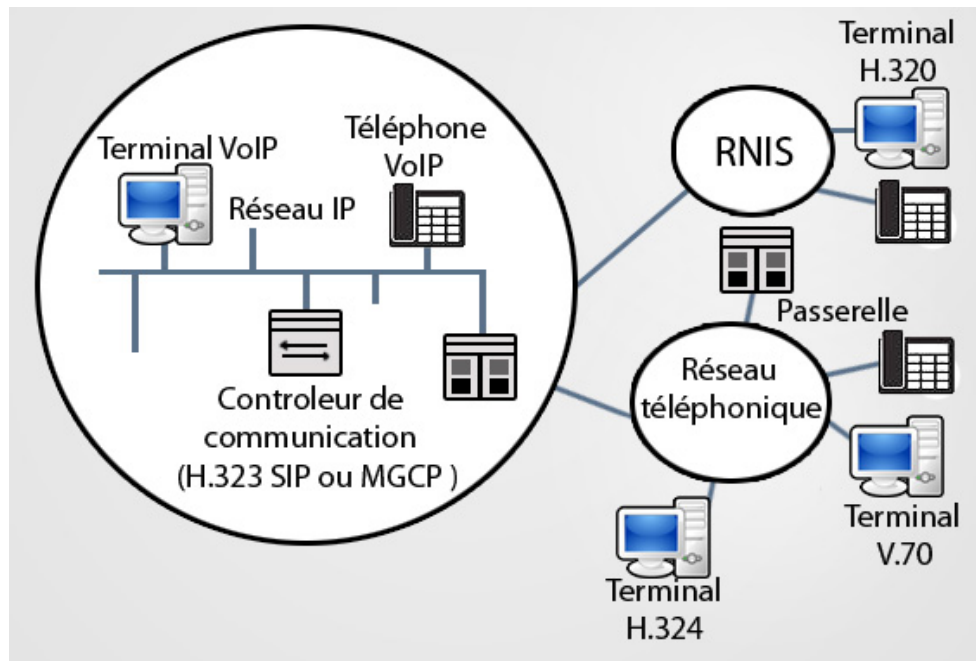 Terminal VoIP
Téléphone
VoIP
Réseau IP
Controleur de
communication
(H.323 SIP ou MGCP )
RNIS
Terminal
H.320
Passerelle
Réseau
téléphonique
Terminal
V.70
Terminal
H.324